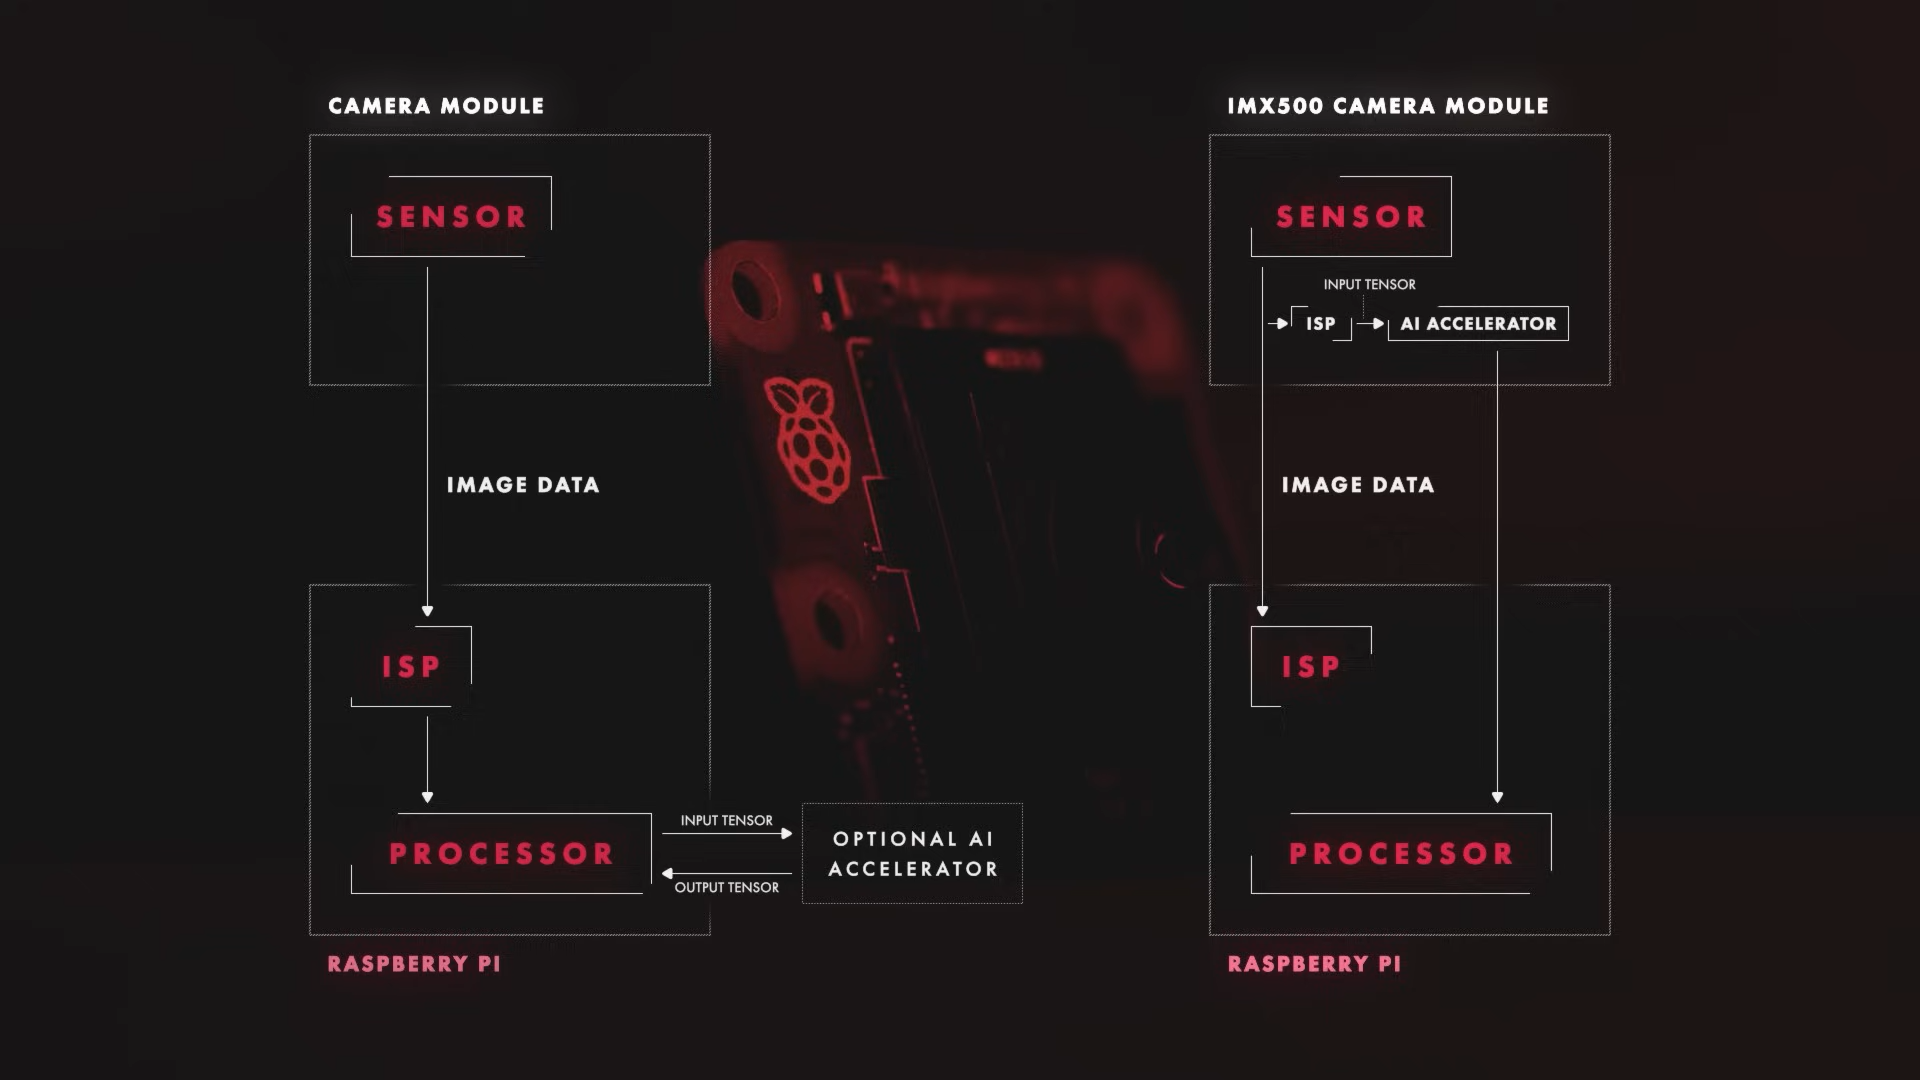 CAMERA MODULE
SENSOR
IMAGE DATA
ISP
PROCESSOR
INPUT TENSOR
OUTPUT TENSOR
OPTIONAL AI
ACCELERATOR
RASPBERRY PI
IMX500 CAMERA MODULE
SENSOR
INPUT TENSOR
ISP
AI ACCELERATOR
IMAGE DATA
ISP
PROCESSOR
RASPBERRY PI